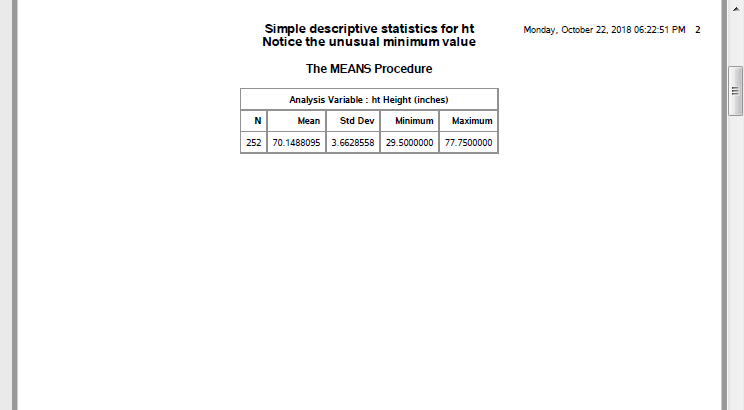 Simple descriptive statistics for ht Monday, October 22, 2018 06:22:51 PM 2
Notice the unusual minimum value
The MEANS Procedure
Analysis Variable : ht Height (inches)
N Mean Std Dev Minimum Maximum
252 70.1488095 3.6628558 29.5000000 77.7500000